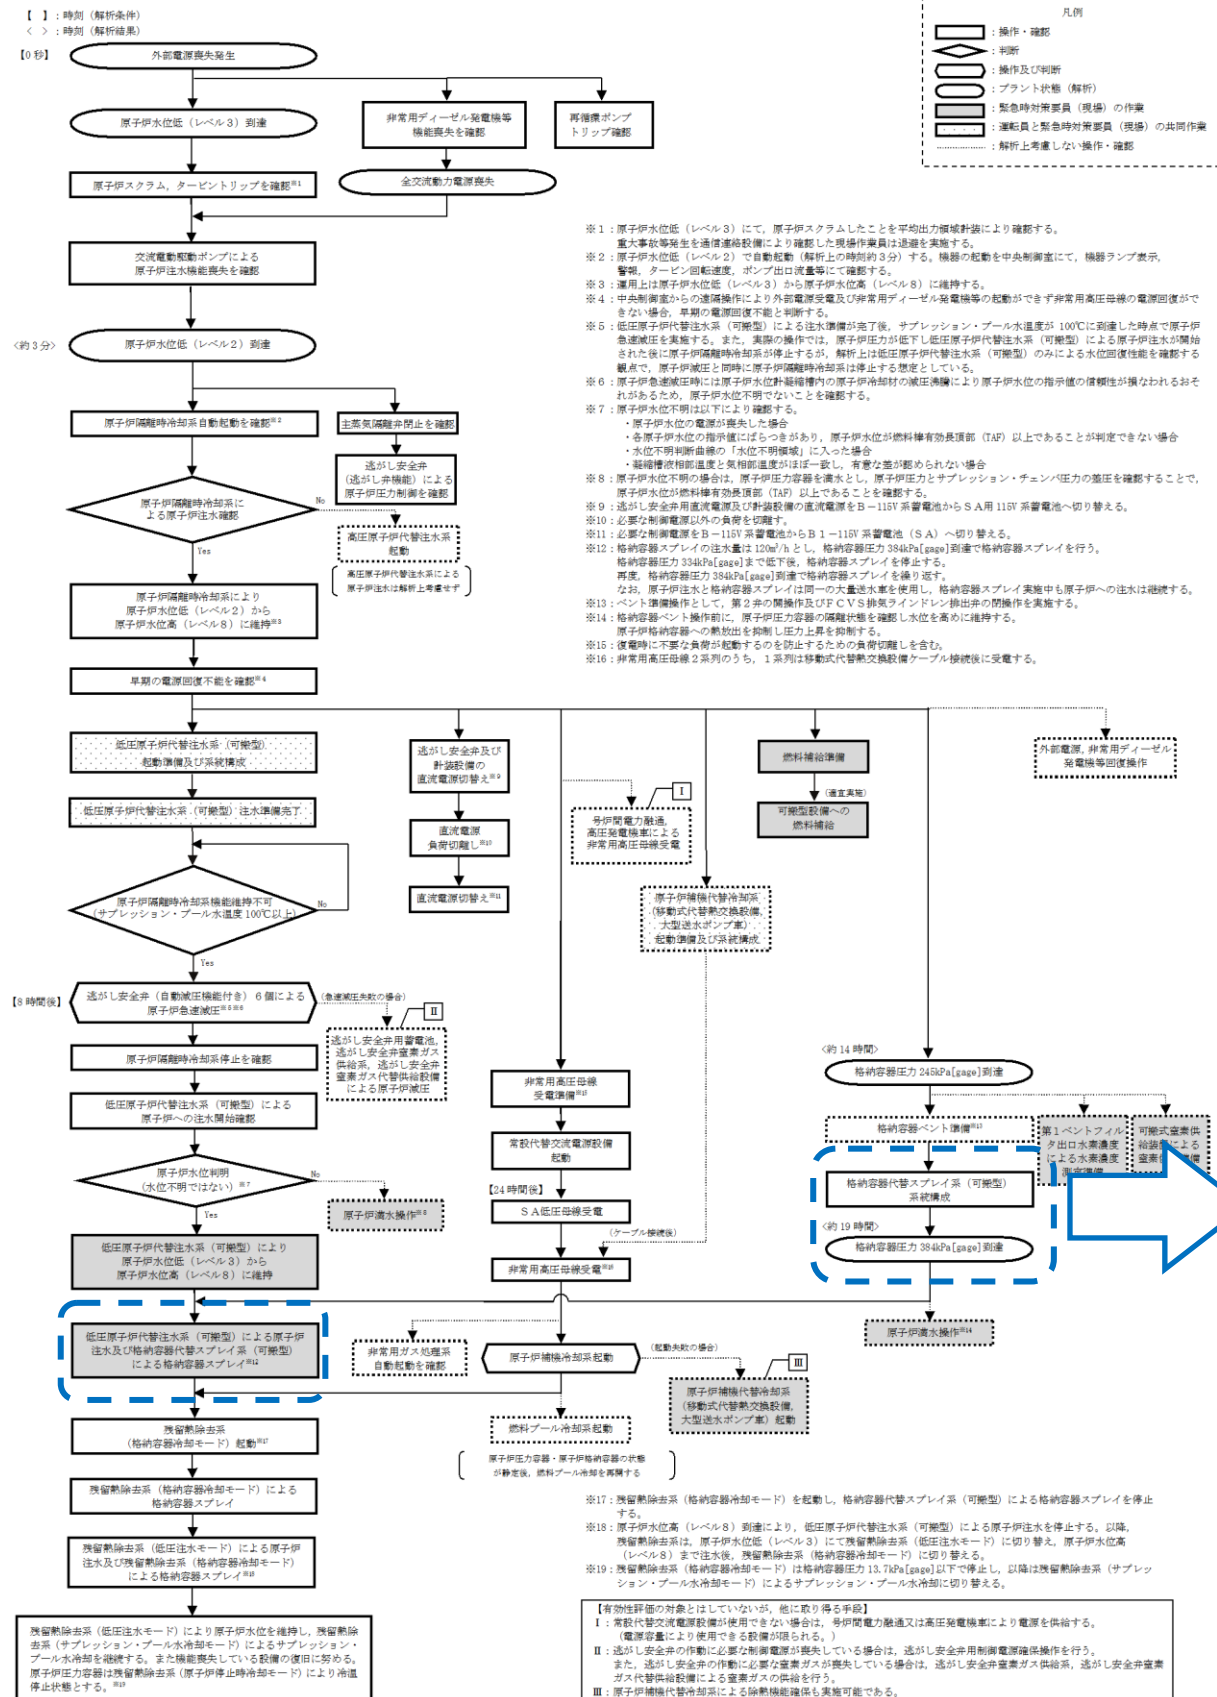 【　】：時刻（解析条件）
＜　＞：時刻（解析結果）
【0秒】
外部電源喪失発生
原子炉水位低（レベル3）到達
非常用ディーゼル発電機等
機能喪失を確認
再循環ポンプ
トリップ確認
原子炉スクラム，タービントリップを確認※1
全交流動力電源喪失
交流電動駆動ポンプによる
原子炉注水機能喪失を確認
＜約3分＞
原子炉水位低（レベル2）到達
原子炉隔離時冷却系自動起動を確認※2
主蒸気隔離弁閉止を確認
逃がし安全弁
（逃がし弁機能）による
原子炉圧力制御を確認
原子炉隔離時冷却系に
よる原子炉注水確認
No
Yes
高圧原子炉代替注水系
起動
高圧原子炉代替注水系による
原子炉注水は解析上考慮せず
原子炉隔離時冷却系により
原子炉水位低（レベル2）から
原子炉水位高（レベル8）に維持※3
早期の電源回復不能を確認※4
凡例
：操作・確認
：判断
：操作及び判断
：プラント状態（解析）
：緊急時対策要員（現場）の作業
：運転員と緊急時対策要員（現場）の共同作業
：解析上考慮しない操作・確認
※1：原子炉水位低（レベル3）にて，原子炉スクラムしたことを平均出力領域計装により確認する。
重大事故等発生を通信連絡設備により確認した現場作業員は退避を実施する。
※2：原子炉水位低（レベル2）で自動起動（解析上の時刻約3分）する。機器の起動を中央制御室にて，機器ランプ表示，
警報，タービン回転速度，ポンプ出口流量等にて確認する。
※3：運用上は原子炉水位低（レベル3）から原子炉水位高（レベル8）に維持する。
※4：中央制御室からの遠隔操作により外部電源受電及び非常用ディーゼル発電機等の起動ができず非常用高圧母線の電源回復がで
きない場合，早期の電源回復不能と判断する。
※5：低圧原子炉代替注水系（可搬型）による注水準備が完了後，サプレッション・プール水温度が100℃に到達した時点で原子炉
急速減圧を実施する。また，実際の操作では，原子炉圧力が低下し低圧原子炉代替注水系（可搬型）による原子炉注水が開始
された後に原子炉隔離時冷却系が停止するが，解析上は低圧原子炉代替注水系（可搬型）のみによる水位回復性能を確認する
観点で，原子炉減圧と同時に原子炉隔離時冷却系は停止する想定としている。
※6：原子炉急速減圧時には原子炉水位計凝縮槽内の原子炉冷却材の減圧沸騰により原子炉水位の指示値の信頼性が損なわれるおそ
れがあるため，原子炉水位不明でないことを確認する。
※7：原子炉水位不明は以下により確認する。
・原子炉水位の電源が喪失した場合
・各原子炉水位の指示値にばらつきがあり，原子炉水位が燃料棒有効長頂部（TAF）以上であることが判定できない場合
・水位不明判断曲線の「水位不明領域」に入った場合
・凝縮槽液相部温度と気相部温度がほぼ一致し，有意な差が認められない場合
※8：原子炉水位不明の場合は，原子炉圧力容器を満水とし，原子炉圧力とサプレッション・チェンバ圧力の差圧を確認することで，
原子炉水位が燃料棒有効長頂部（TAF）以上であることを確認する。
※9：逃がし安全弁用直流電源及び計装設備の直流電源をB－115V系蓄電池からSA用115V系蓄電池へ切り替える。
※10：必要な制御電源以外の負荷を切離す。
※11：必要な制御電源をB－115V系蓄電池からB1－115V系蓄電池（SA）へ切り替える。
※12：格納容器スプレイの注水量は120m³/hとし，格納容器圧力384kPa[gage]到達で格納容器スプレイを行う。
格納容器圧力334kPa[gage]まで低下後，格納容器スプレイを停止する。
再度，格納容器圧力384kPa[gage]到達で格納容器スプレイを繰り返す。
なお，原子炉注水と格納容器スプレイは同一の大量送水車を使用し，格納容器スプレイ実施中も原子炉への注水は継続する。
※13：ベント準備操作として，第2弁の開操作及びFCVS排気ラインドレン排出弁の閉操作を実施する。
※14：格納容器ベント操作前に，原子炉圧力容器の隔離状態を確認し水位を高めに維持する。
原子炉格納容器への熱放出を抑制し圧力上昇を抑制する。
※15：復電時に不要な負荷が起動するのを防止するための負荷切離しを含む。
※16：非常用高圧母線2系列のうち，1系列は移動式代替熱交換設備ケーブル接続後に受電する。
低圧原子炉代替注水系（可搬型）
起動準備及び系統構成
低圧原子炉代替注水系（可搬型）注水準備完了
原子炉隔離時冷却系機能維持不可
（サプレッション・プール水温度100℃以上）
No
Yes
【8時間後】
逃がし安全弁（自動減圧機能付き）6個による
原子炉急速減圧※5※6
（急速減圧失敗の場合）
Ⅱ
逃がし安全弁用蓄電池，
逃がし安全弁窒素ガス
供給系，逃がし安全弁
窒素ガス代替供給設備
による原子炉減圧
原子炉隔離時冷却系停止を確認
低圧原子炉代替注水系（可搬型）による
原子炉への注水開始確認
原子炉水位判明
（水位不明ではない）※7
No
Yes
原子炉満水操作※8
低圧原子炉代替注水系（可搬型）により
原子炉水位低（レベル3）から
原子炉水位高（レベル8）に維持
低圧原子炉代替注水系（可搬型）による原子炉
注水及び格納容器代替スプレイ系（可搬型）
による格納容器スプレイ※12
残留熱除去系
（格納容器冷却モード）起動※17
残留熱除去系（格納容器冷却モード）による
格納容器スプレイ
残留熱除去系（低圧注水モード）による原子炉
注水及び残留熱除去系（格納容器冷却モード）
による格納容器スプレイ※18
残留熱除去系（低圧注水モード）により原子炉水位を維持し，残留熱除
去系（サプレッション・プール水冷却モード）によるサプレッション・
プール水冷却を継続する。また機能喪失している設備の復旧に努める。
原子炉圧力容器は残留熱除去系（原子炉停止時冷却モード）により冷温
停止状態とする。※19
逃がし安全弁及び
計装設備の
直流電源切替え※9
直流電源
負荷切離し※10
直流電源切替え※11
Ⅰ
号炉間電力融通，
高圧発電機車による
非常用高圧母線受電
原子炉補機代替冷却系
（移動式代替熱交換設備，
大型送水ポンプ車）
起動準備及び系統構成
燃料補給準備
（適宜実施）
可搬型設備への
燃料補給
外部電源，非常用ディーゼル
発電機等回復操作
非常用高圧母線
受電準備※15
常設代替交流電源設備
起動
【24時間後】
SA低圧母線受電
（ケーブル接続後）
非常用高圧母線受電※16
非常用ガス処理系
自動起動を確認
原子炉補機冷却系起動
（起動失敗の場合）
Ⅲ
原子炉補機代替冷却系
（移動式代替熱交換設備，
大型送水ポンプ車）起動
燃料プール冷却系起動
原子炉圧力容器・原子炉格納容器の状態
が静定後，燃料プール冷却を再開する
＜約14時間＞
格納容器圧力245kPa[gage]到達
格納容器ベント準備※13
第1ベントフィル
タ出口水素濃度
による水素濃度
測定準備
可搬式窒素供
給装置による
格納容器代替スプレイ系（可搬型）
系統構成
＜約19時間＞
格納容器圧力384kPa[gage]到達
原子炉満水操作※14
※17：残留熱除去系（格納容器冷却モード）を起動し，格納容器代替スプレイ系（可搬型）による格納容器スプレイを停止
する。
※18：原子炉水位高（レベル8）到達により，低圧原子炉代替注水系（可搬型）による原子炉注水を停止する。以降，
残留熱除去系は，原子炉水位低（レベル3）にて残留熱除去系（低圧注水モード）に切り替え，原子炉水位高
（レベル8）まで注水後，残留熱除去系（格納容器冷却モード）に切り替える。
※19：残留熱除去系（格納容器冷却モード）は格納容器圧力13.7kPa[gage]以下で停止し，以降は残留熱除去系（サプレッ
ション・プール水冷却モード）によるサプレッション・プール水冷却に切り替える。
【有効性評価の対象とはしていないが，他に取り得る手段】
Ⅰ：常設代替交流電源設備が使用できない場合は，号炉間電力融通又は高圧発電機車により電源を供給する。
（電源容量により使用できる設備が限られる。）
Ⅱ：逃がし安全弁の作動に必要な制御電源が喪失している場合は，逃がし安全弁用制御電源確保操作を行う。
また，逃がし安全弁の作動に必要な窒素ガスが喪失している場合は，逃がし安全弁窒素ガス供給系，逃がし安全弁窒素
ガス代替供給設備による窒素ガスの供給を行う。
Ⅲ：原子炉補機代替冷却系による除熱機能確保も実施可能である。